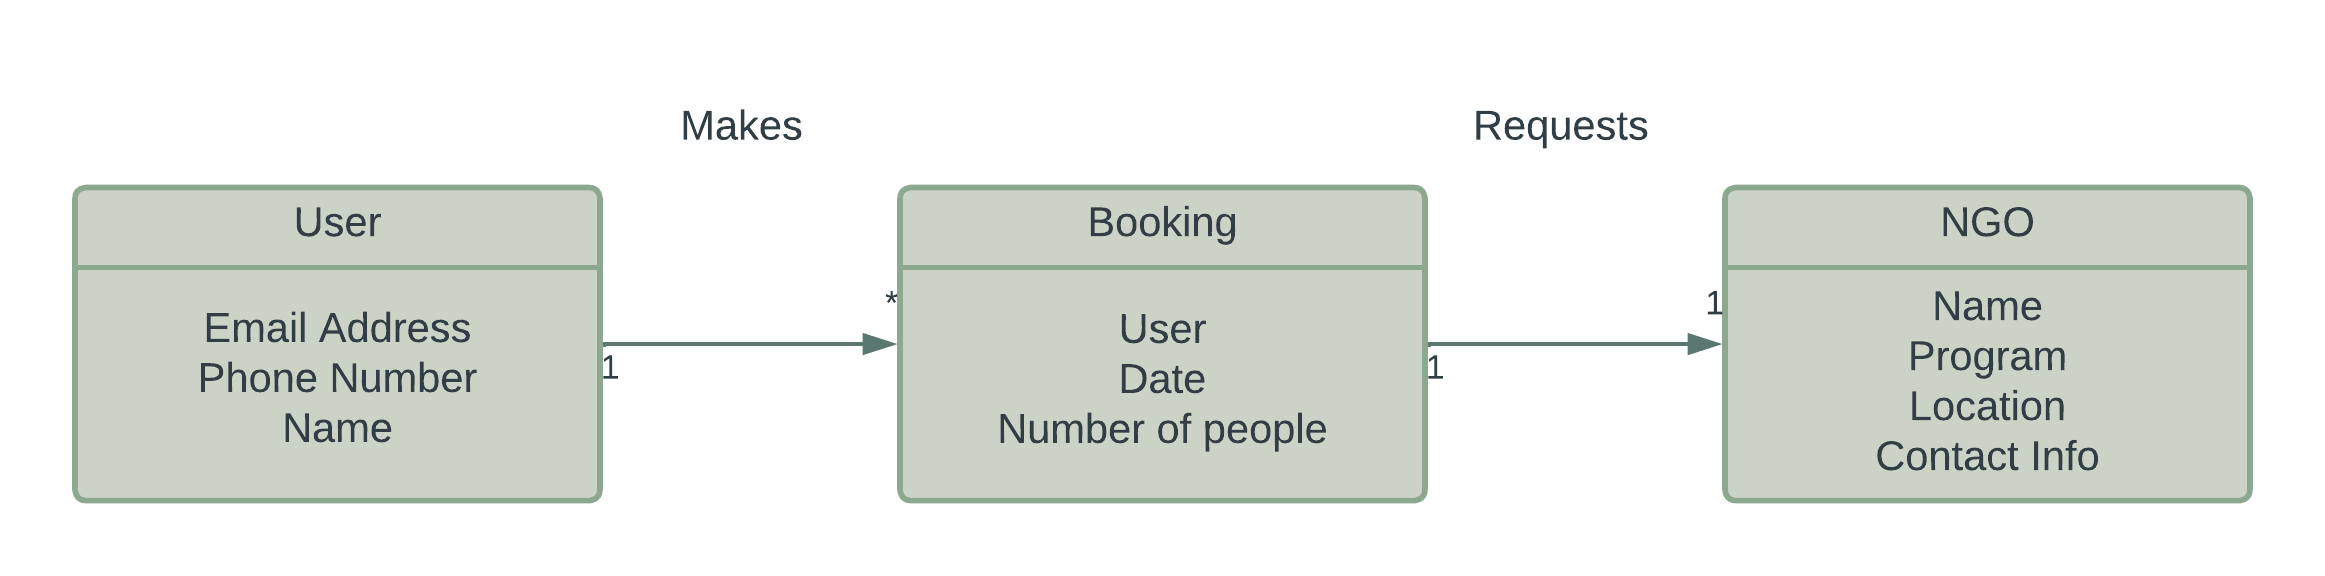 Makes
Requests
User
Email Address
Phone Number
Name
1
*
Booking
User
Date
Number of people
1
1
NGO
Name
Program
Location
Contact Info